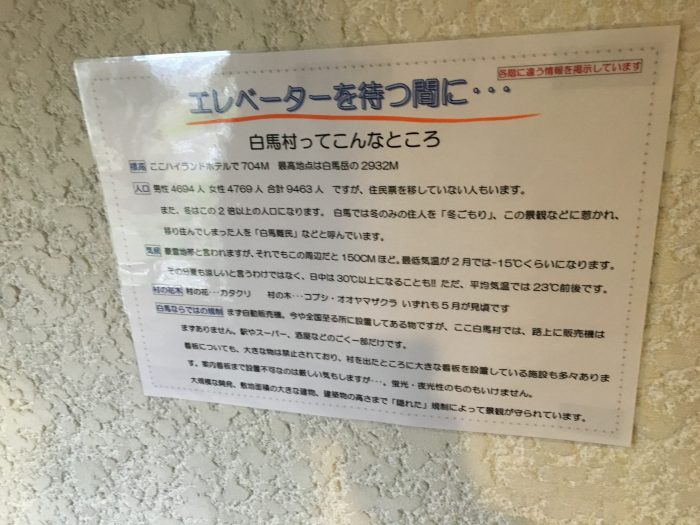 各階に違う情報を掲示しています
エレベーターを待つ間に・・・
白馬村ってこんなところ
標高 ここハイランドホテルで704M 最高地点は白馬岳の2932M
人口 男性4694人 女性4769人 合計9463人 ですが、住民票を移していない人もいます。
また、冬はこの2倍以上の人口になります。 白馬では冬のみの住人を「冬ごもり」、この景観などに惹かれ、
移り住んでしまった人を「白馬難民」などと呼んでいます。
気候 豪雪地帯と言われますが、それでもこの周辺だと150CMほど。最低気温が2月では-15℃くらいになります。
その分夏も涼しいと言うわけではなく、日中は30℃以上になることも!! ただ、平均気温では23℃前後です。
村の花木 村の花・・・カタクリ 村の木・・・コブシ・オオヤマザクラ いずれも5月が見頃です
白馬ならではの規制 まず自動販売機。今や全国至る所に設置してある物ですが、ここ白馬村では、路上に販売機は
まずありません。駅やスーパー、酒屋などのごく一部だけです。
看板についても、大きな物は禁止されており、村を出たところに大きな看板を設置している施設も多々ありま
す。案内看板まで設置不可なのは厳しい気もしますが・・・。蛍光・夜光性のものもいけません。
大規模な開発、敷地面積の大きな建物、建築物の高さまで「隠れた」規制によって景観が守られています。